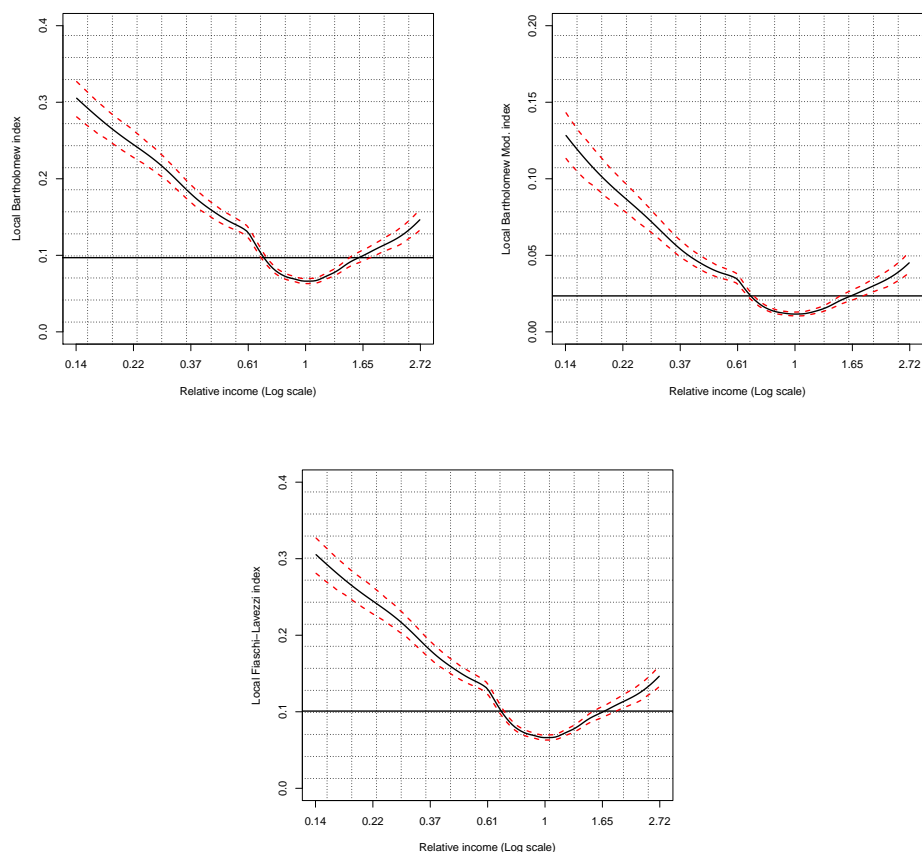 0.4
0.3
0.2
0.1
0.0
Local Bartholomew index
0.14 0.22 0.37 0.61 1 1.65 2.72
Relative income (Log scale)
0.20
0.15
0.10
0.05
0.00
Local Bartholomew Mod. index
0.14 0.22 0.37 0.61 1 1.65 2.72
Relative income (Log scale)
0.4
0.3
0.2
0.1
0.0
Local Fiaschi−Lavezzi index
0.14 0.22 0.37 0.61 1 1.65 2.72
Relative income (Log scale)